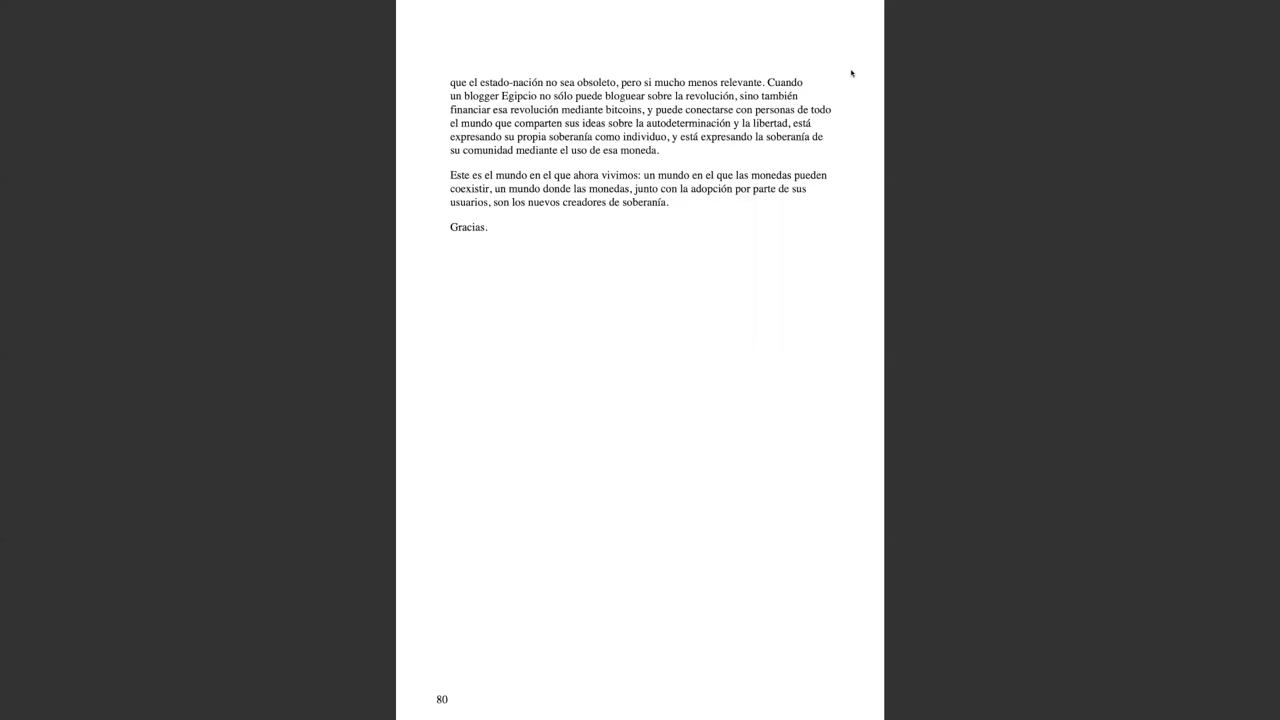 que el estado-nación no sea obsoleto, pero si mucho menos relevante. Cuando
un blogger Egipcio no sólo puede bloguear sobre la revolución, sino también
financiar esa revolución mediante bitcoins, y puede conectarse con personas de todo
el mundo que comparten sus ideas sobre la autodeterminación y la libertad, está
expresando su propia soberanía como individuo, y está expresando la soberanía de
su comunidad mediante el uso de esa moneda.
Este es el mundo en el que ahora vivimos: un mundo en el que las monedas pueden
coexistir, un mundo donde las monedas, junto con la adopción por parte de sus
usuarios, son los nuevos creadores de soberanía.
Gracias.
80